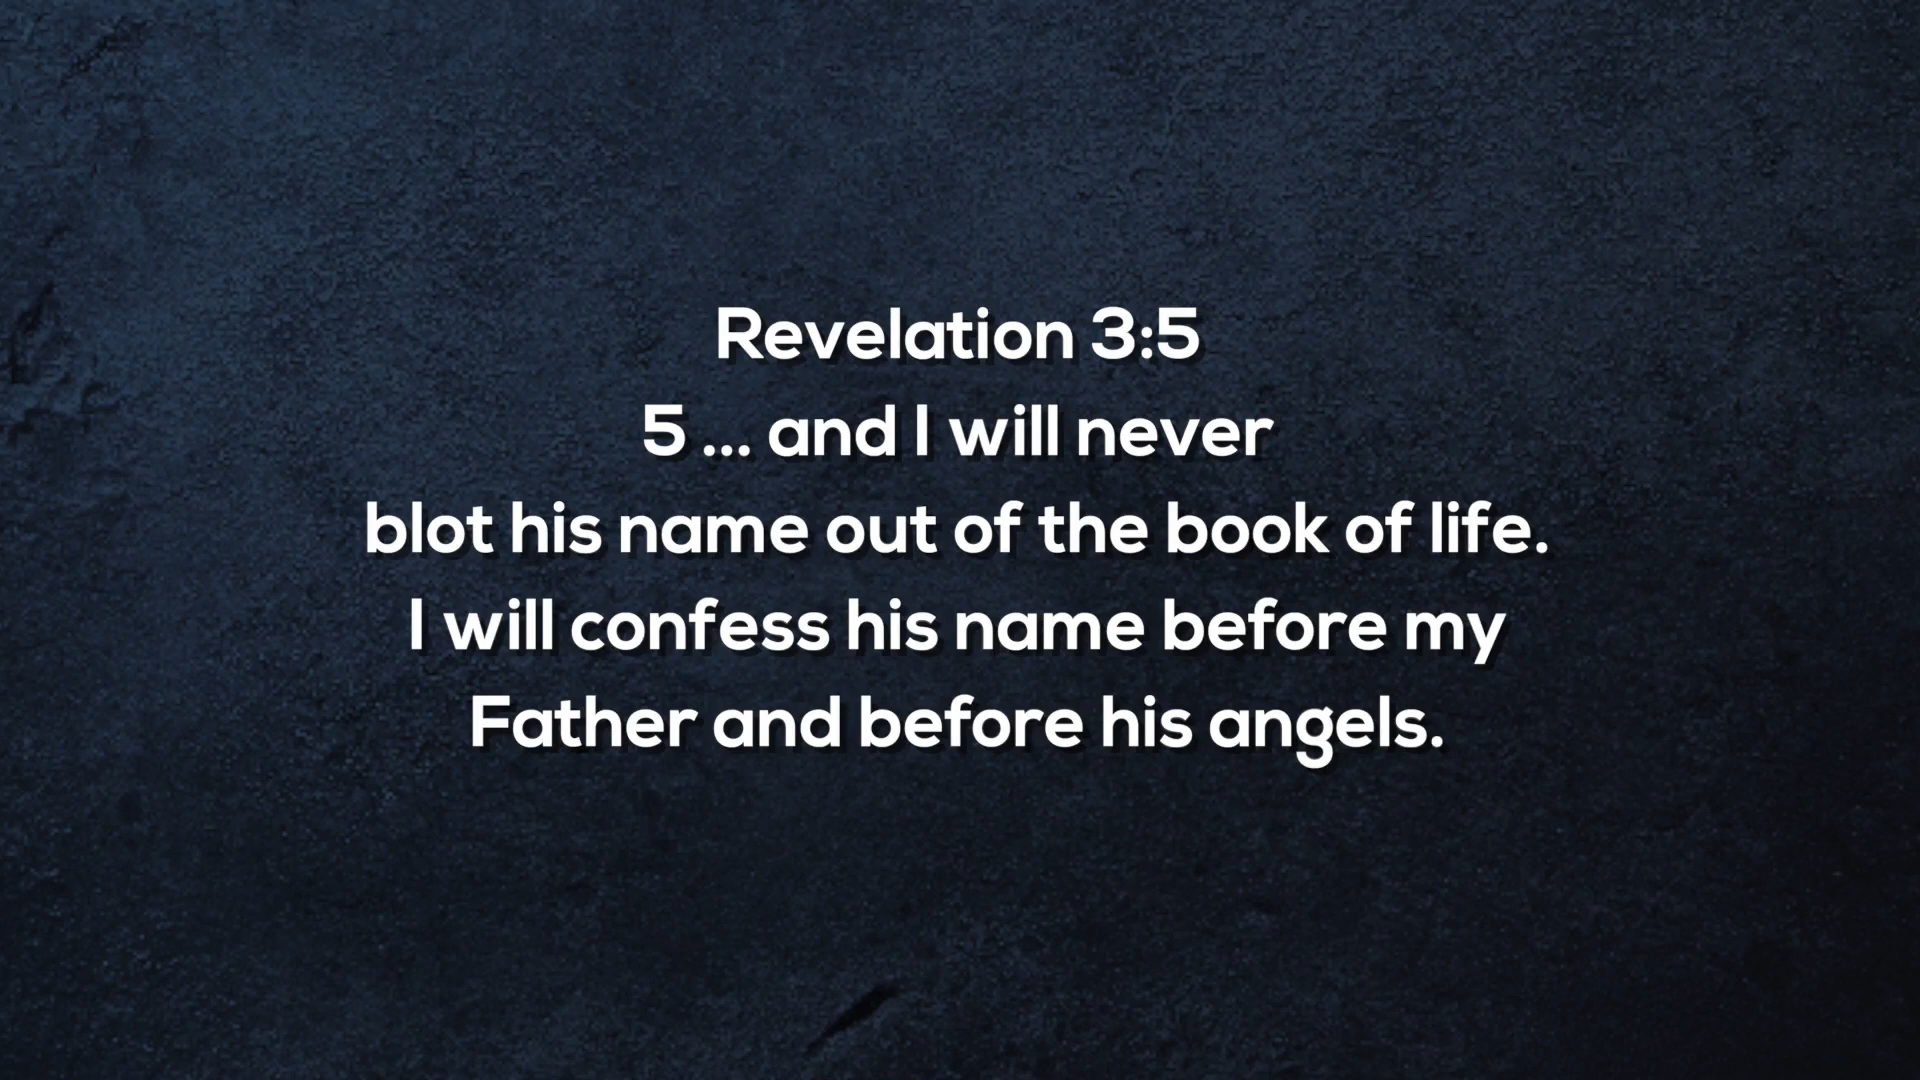 Revelation 3:5
5 ... and I will never
blot his name out of the book of life.
I will confess his name before my
Father and before his angels.